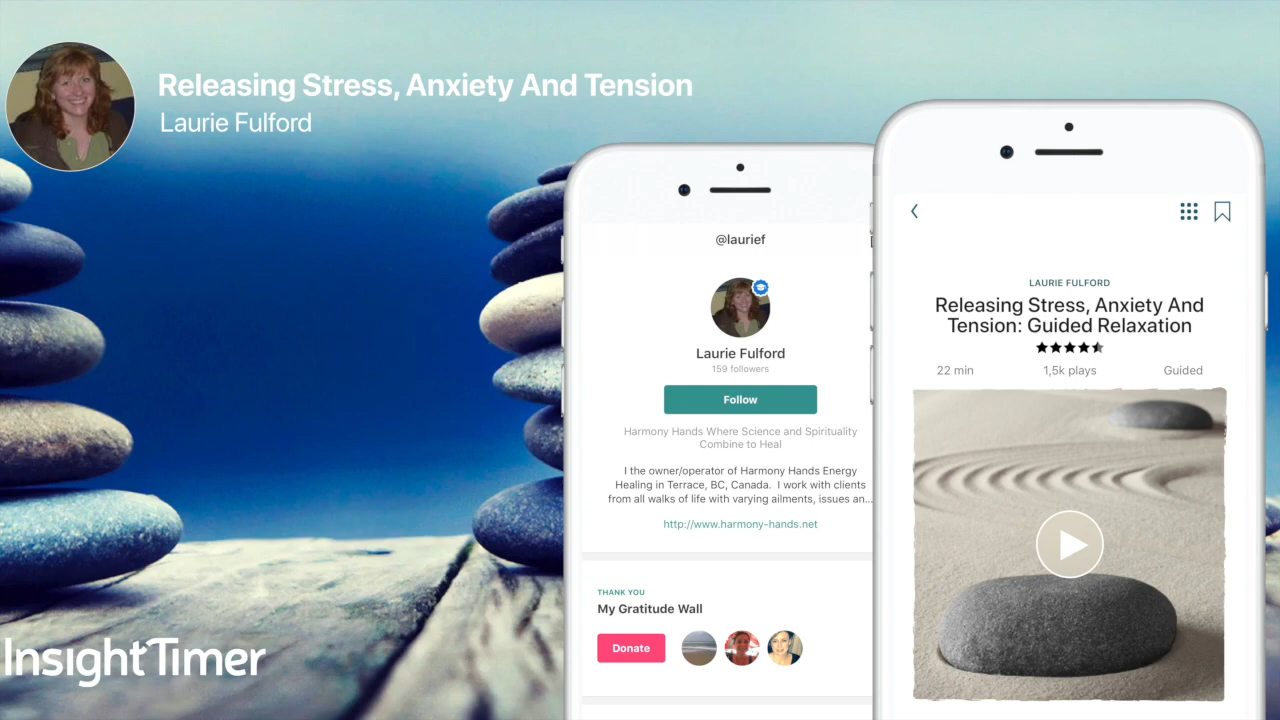 Releasing Stress, Anxiety And Tension
Laurie Fulford
InsightTimer
@laurief
Laurie Fulford
159 followers
Follow
Harmony Hands Where Science and Spirituality
Combine to Heal
I the owner/operator of Harmony Hands Energy
Healing in Terrace, BC, Canada. I work with clients
from all walks of life with varying ailments, issues an...
http://www.harmony-hands.net
THANK YOU
My Gratitude Wall
Donate
LAURIE FULFORD
Releasing Stress, Anxiety And
Tension: Guided Relaxation
22 min 1,5k plays Guided